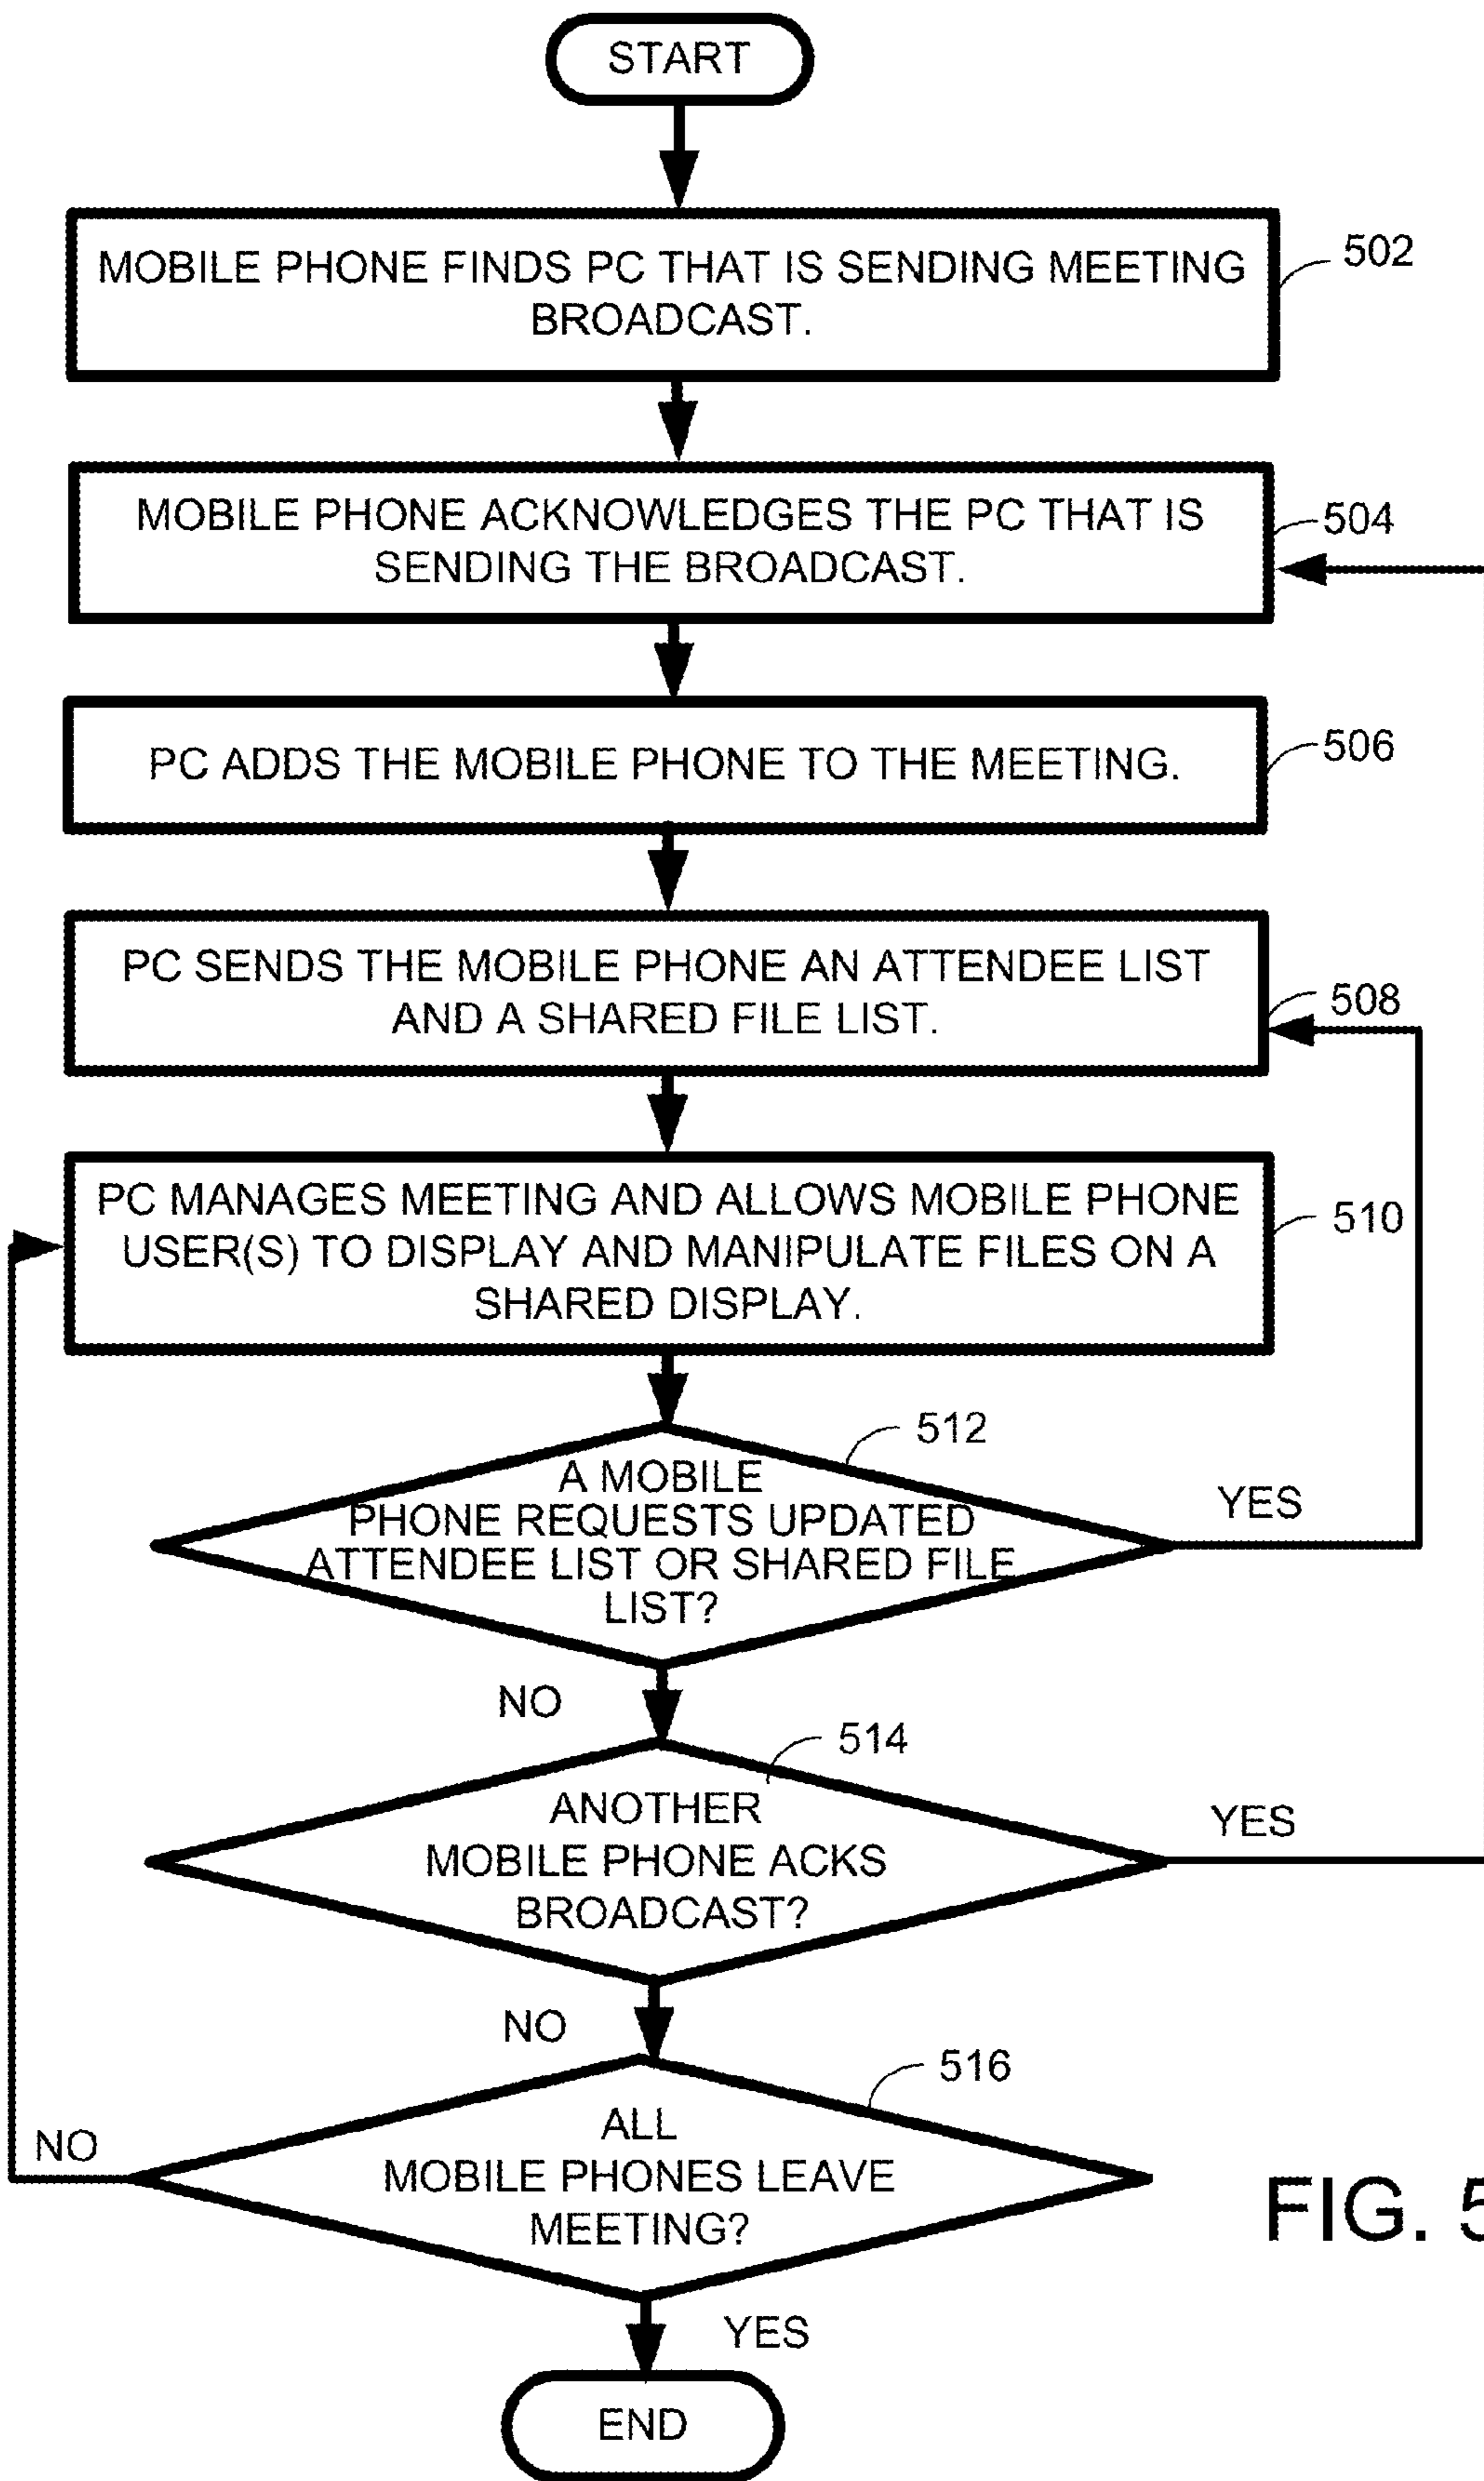 START
MOBILE PHONE FINDS PC THAT IS SENDING MEETING
BROADCAST.
502
MOBILE PHONE ACKNOWLEDGES THE PC THAT IS
SENDING THE BROADCAST.
504
PC ADDS THE MOBILE PHONE TO THE MEETING.
506
PC SENDS THE MOBILE PHONE AN ATTENDEE LIST
AND A SHARED FILE LIST.
508
PC MANAGES MEETING AND ALLOWS MOBILE PHONE
USER(S) TO DISPLAY AND MANIPULATE FILES ON A
SHARED DISPLAY.
510
512
A MOBILE
PHONE REQUESTS UPDATED
ATTENDEE LIST OR SHARED FILE
LIST?
YES
NO
514
ANOTHER
MOBILE PHONE ACKS
BROADCAST?
YES
NO
516
ALL
MOBILE PHONES LEAVE
MEETING?
NO
YES
END
FIG. 5